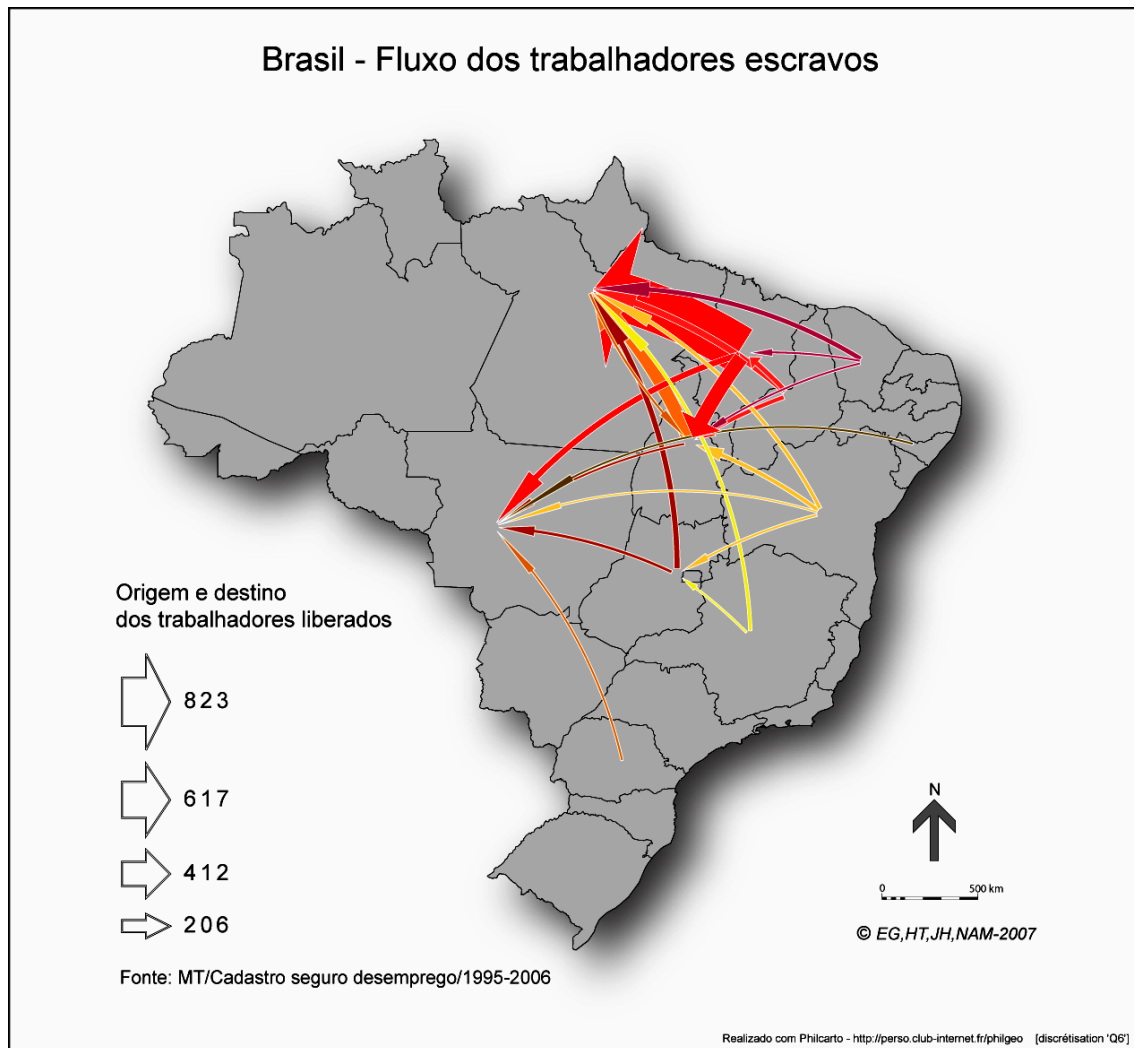 Brasil - Fluxo dos trabalhadores escravos
Origem e destino
dos trabalhadores liberados
823
617
412
206
N
0 500 km
© EG,HT,JH,NAM-2007
Fonte: MT/Cadastro seguro desemprego/1995-2006
Realizado com Philcarto - http://perso.club-internet.fr/philgeo [discrétisation 'Q6']